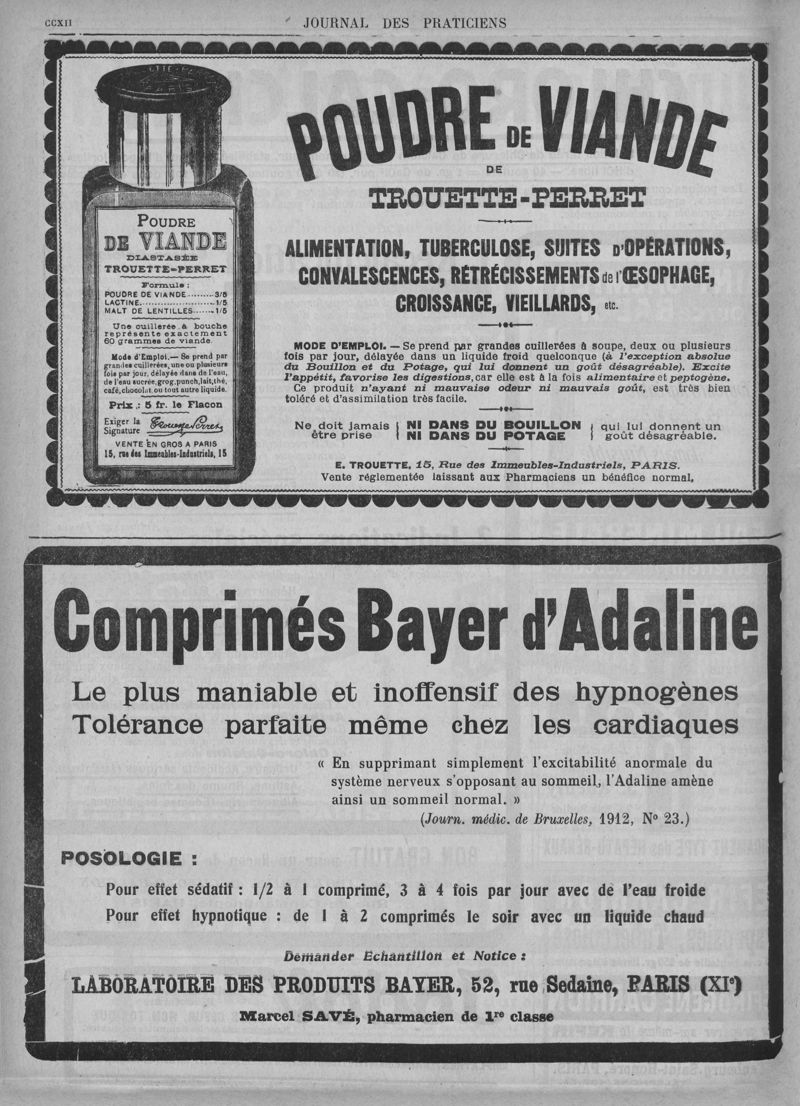 CCXII
JOURNAL DES PRATICIENS
PARIS
POUDRE
DE VIANDE
DIASTASÉE
TROUETTE-PERRET
Formule :
POUDRE DE VIANDE.........3/5
LACTINE.........................1/5
MALT DE LENTILLES.......1/5
Une cuillerée à bouche
représente exactement
60 grammes de viande.
Mode d'Emploi.— Se prend par
grandes cuillerées, une ou plusieurs
fois par jour, délayée dans de l'eau,
de l'eau sucrée, grog, punch, lait, thé,
café, chocolat ou tout autre liquide.
Prix : 5 fr. le Flacon
Exiger la
Signature Trouette Perret
VENTE EN GROS A PARIS
15, rue des Immeubles-Industriels, 15
POUDRE DE VIANDE
DE
TROUETTE-PERRET
ALIMENTATION, TUBERCULOSE, SUITES D'OPÉRATIONS,
CONVALESCENCES, RÉTRÉCISSEMENTS de l'ŒSOPHAGE,
CROISSANCE, VIEILLARDS, etc.
MODE D'EMPLOI. — Se prend par grandes cuillerées à soupe, deux ou plusieurs
fois par jour, délayée dans un liquide froid quelconque (à l'exception absolue
du Bouillon et du Potage, qui lui donnent un goût désagréable). Excite
l'appétit, favorise les digestions, car elle est à la fois alimentaire et peptogène.
Ce produit n'ayant ni mauvaise odeur ni mauvais goût, est très bien
toléré et d'assimilation très facile.
Ne doit jamais être prise { NI DANS DU BOUILLON NI DANS DU POTAGE } qui lui donnent un goût désagréable.
E. TROUETTE, 15, Rue des Immeubles-Industriels, PARIS.
Vente réglementée laissant aux Pharmaciens un bénéfice normal.
Comprimés Bayer d'Adaline
Le plus maniable et inoffensif des hypnogènes
Tolérance parfaite même chez les cardiaques
« En supprimant simplement l'excitabilité anormale du
système nerveux s'opposant au sommeil, l'Adaline amène
ainsi un sommeil normal. »
(Journ. médic. de Bruxelles, 1912, N° 23.)
POSOLOGIE :
Pour effet sédatif : 1/2 à 1 comprimé, 3 à 4 fois par jour avec de l'eau froide
Pour effet hypnotique : de 1 à 2 comprimés le soir avec un liquide chaud
Demander Echantillon et Notice :
LABORATOIRE DES PRODUITS BAYER, 52, rue Sedaine, PARIS (XIe)
Marcel SAVÉ, pharmacien de 1re classe